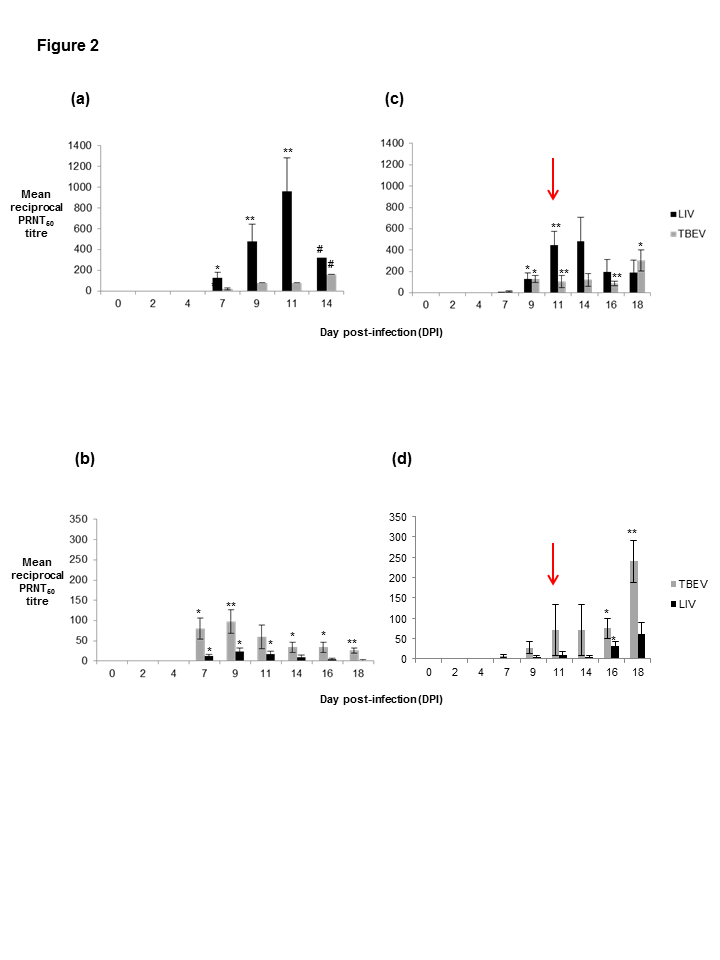 Figure 2
(a)
(c)
1400
1200
1000
800
600
400
200
0
Mean
reciprocal
PRNT50
titre
*
**
**
#
#
0 2 4 7 9 11 14
1400
1200
1000
800
600
400
200
0
* *
**
**
**
*
0 2 4 7 9 11 14 16 18
LIV
TBEV
Day post-infection (DPI)
(b)
(d)
350
300
250
200
150
100
50
0
Mean
reciprocal
PRNT50
titre
*
*
**
*
*
*
*
**
0 2 4 7 9 11 14 16 18
350
300
250
200
150
100
50
0
*
*
**
0 2 4 7 9 11 14 16 18
TBEV
LIV
Day post-infection (DPI)